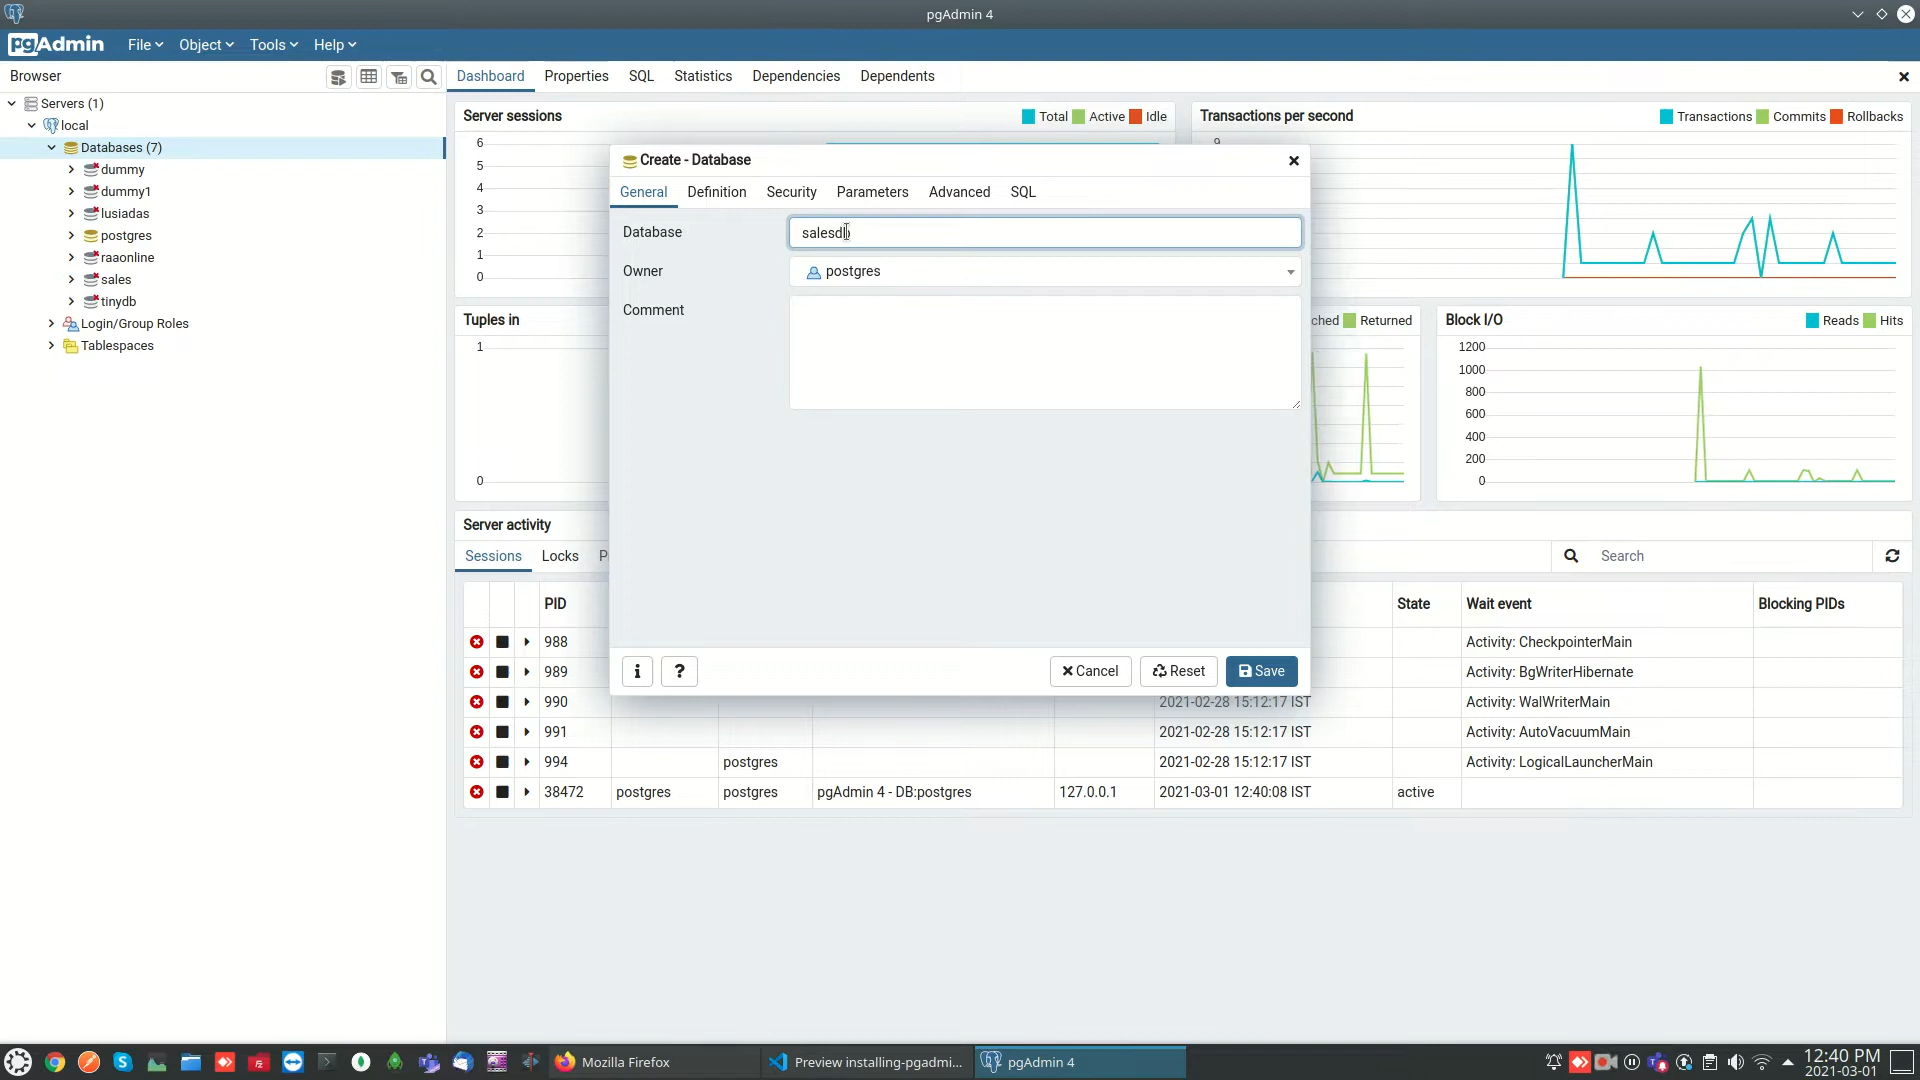 pgAdmin 4
pgAdmin File Object Tools Help
Browser
Dashboard Properties SQL Statistics Dependencies Dependents
Servers (1)
local
Databases (7)
dummy
dummy1
lusiadas
postgres
raaonline
sales
tinydb
Login/Group Roles
Tablespaces
Server sessions
Total Active Idle
6
5
4
3
2
1
0
Transactions per second
Transactions Commits Rollbacks
Create - Database
General Definition Security Parameters Advanced SQL
Database salesdb
Owner postgres
Comment
i ? Cancel Reset Save
Tuples in
1
0
Returned
Block I/O
Reads Hits
1200
1000
800
600
400
200
0
Server activity
Sessions Locks
Search
PID State Wait event Blocking PIDs
988 Activity: CheckpointerMain
989 Activity: BgWriterHibernate
990 2021-02-28 15:12:17 IST Activity: WalWriterMain
991 2021-02-28 15:12:17 IST Activity: AutoVacuumMain
994 postgres 2021-02-28 15:12:17 IST Activity: LogicalLauncherMain
38472 postgres postgres pgAdmin 4 - DB:postgres 127.0.0.1 2021-03-01 12:40:08 IST active
Mozilla Firefox
Preview installing-pgadmi...
pgAdmin 4
12:40 PM
2021-03-01